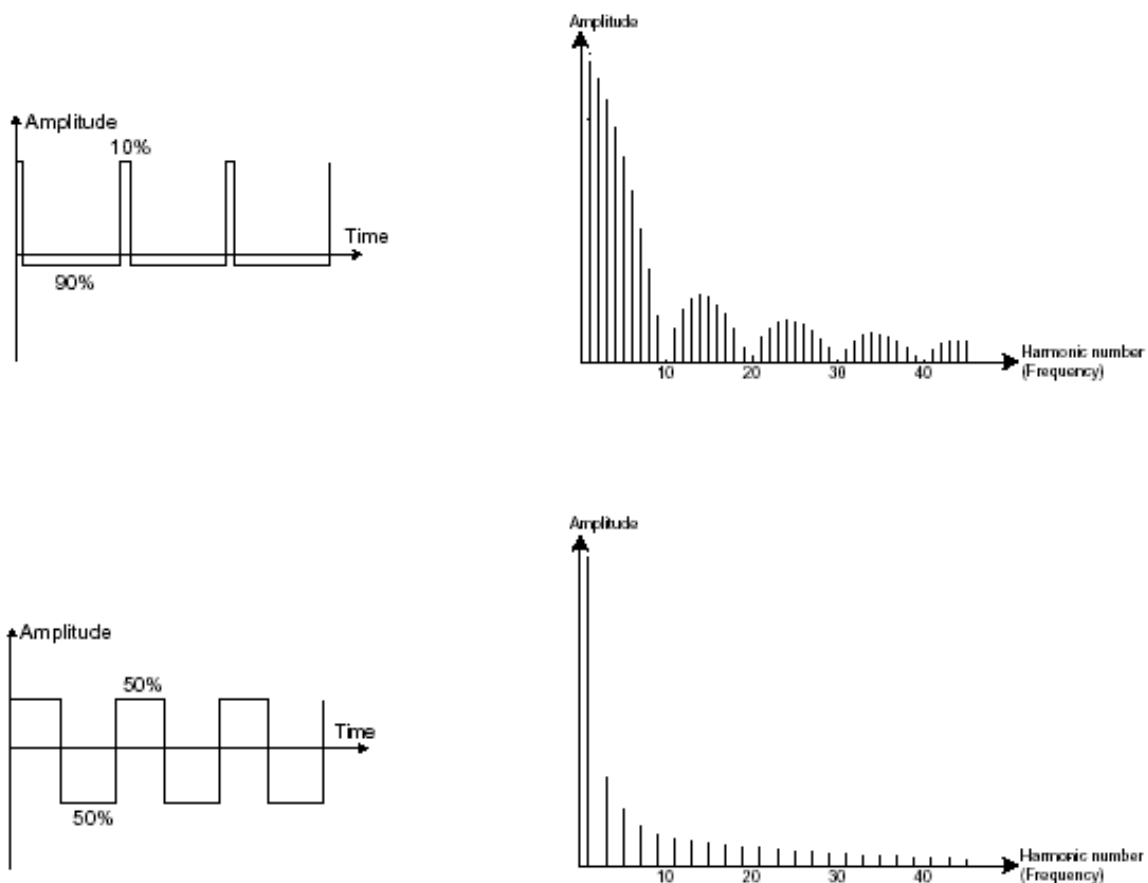 Amplitude
Amplitude
10%
Time
90%
Harmonic number
(Frequency)
10 20 30 40
Amplitude
Amplitude
50%
Time
50%
Harmonic number
(Frequency)
10 20 30 40